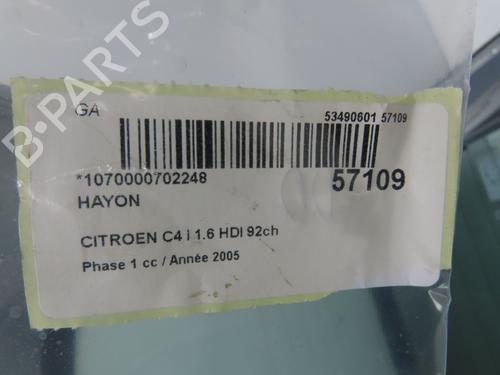 B-PARTS
GA
53490601 57109
*1070000702248
57109
HAYON
CITROEN C4 I 1.6 HDI 92ch
Phase 1 cc / Année 2005